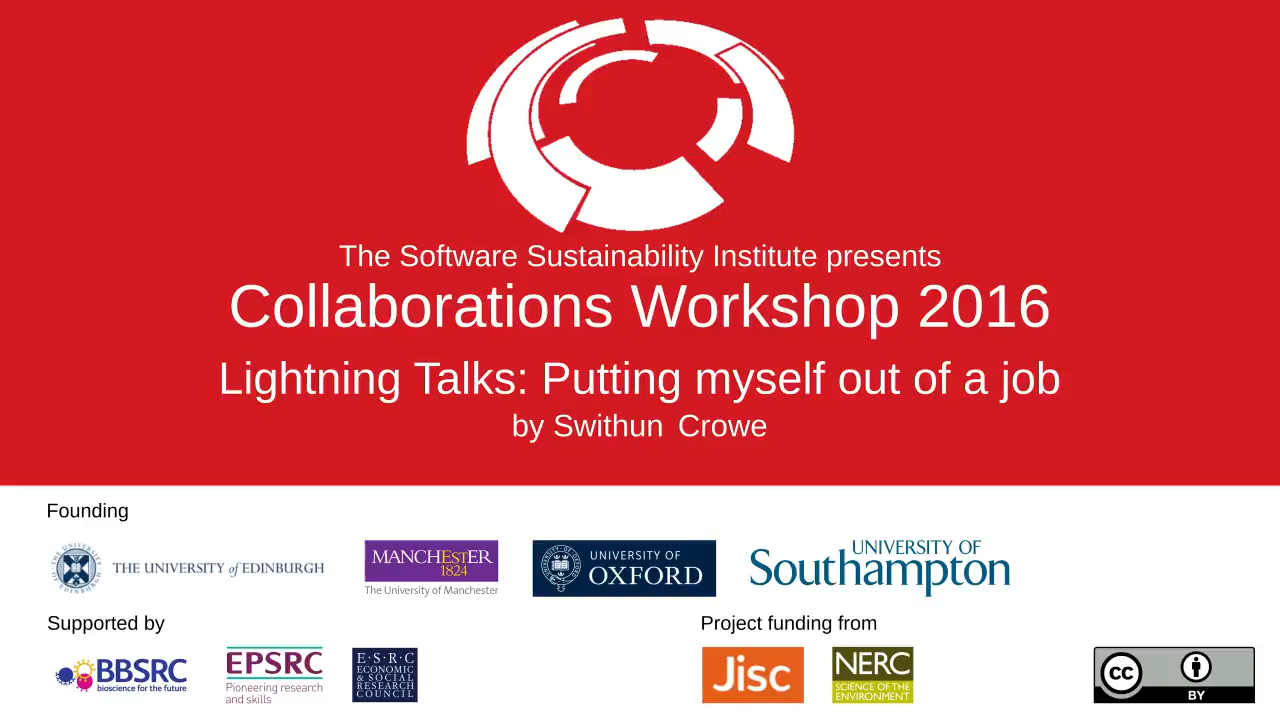 The Software Sustainability Institute presents
Collaborations Workshop 2016
Lightning Talks: Putting myself out of a job
by Swithun Crowe
Founding
THE UNIVERSITY of EDINBURGH
MANCHESTER
1824
The University of Manchester
UNIVERSITY OF
OXFORD
UNIVERSITY OF
Southampton
Supported by
Project funding from
BBSRC
bioscience for the future
EPSRC
Pioneering research
and skills
E·S·R·C
ECONOMIC
& SOCIAL
RESEARCH
COUNCIL
Jisc
NERC
SCIENCE OF THE
ENVIRONMENT
CC
BY